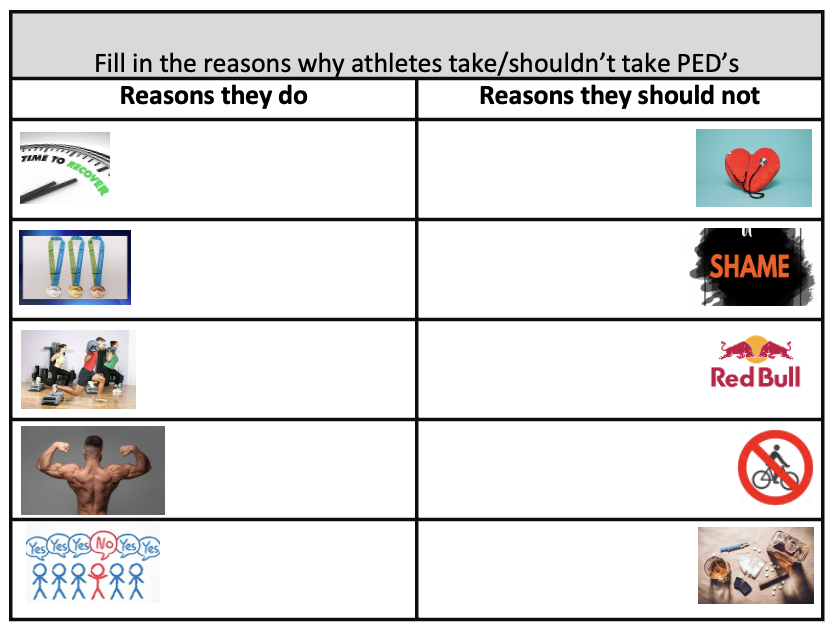 Fill in the reasons why athletes take/shouldn’t take PED’s
Reasons they do
Reasons they should not
TIME TO RECOVER
SHAME
Red Bull
Yes Yes Yes No Yes Yes